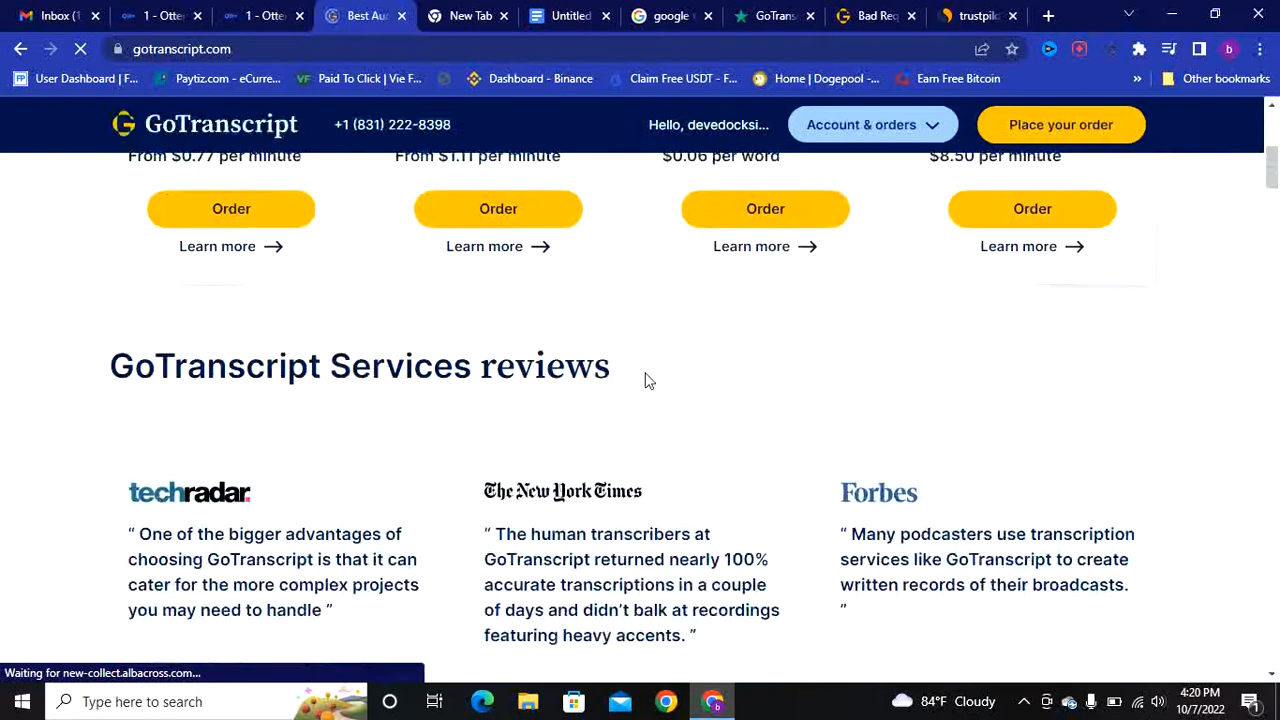 Inbox (1
1 - Otter
1 - Otter
Best Au
New Tab
Untitled
google
GoTrans
Bad Req
trustpilo
gotranscript.com
b
User Dashboard | F...
Paytiz.com - eCurre...
VF Paid To Click | Vie F...
Dashboard - Binance
Claim Free USDT - F...
Home | Dogepool -...
Earn Free Bitcoin
»
Other bookmarks
GoTranscript
+1 (831) 222-8398
Hello, devedocksi...
Account & orders
Place your order
From $0.77 per minute
From $1.11 per minute
$0.06 per word
$8.50 per minute
Order
Order
Order
Order
Learn more →
Learn more →
Learn more →
Learn more →
GoTranscript Services reviews
techradar.
The New York Times
Forbes
“ One of the bigger advantages of
choosing GoTranscript is that it can
cater for the more complex projects
you may need to handle ”
“ The human transcribers at
GoTranscript returned nearly 100%
accurate transcriptions in a couple
of days and didn’t balk at recordings
featuring heavy accents. ”
“ Many podcasters use transcription
services like GoTranscript to create
written records of their broadcasts.
”
Waiting for new-collect.albacross.com...
Type here to search
84°F Cloudy
4:20 PM
10/7/2022
1